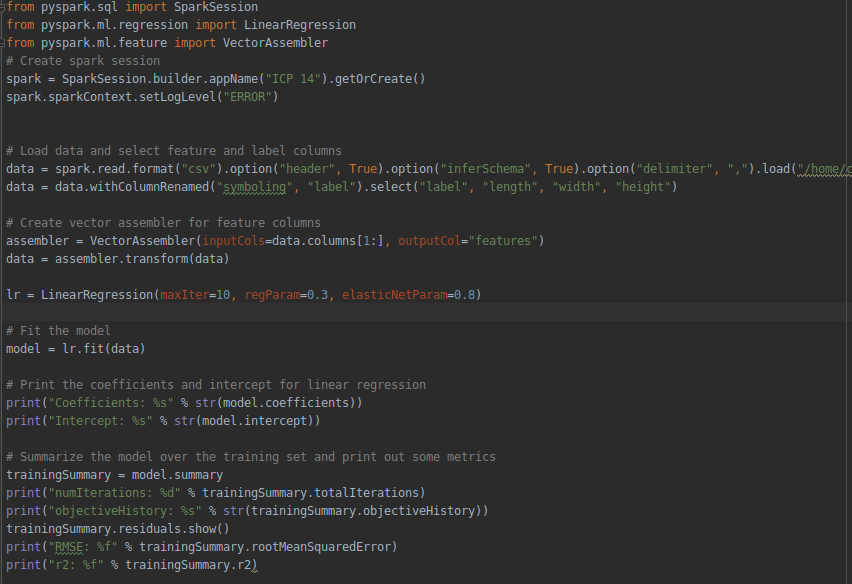 from pyspark.sql import SparkSession
from pyspark.ml.regression import LinearRegression
from pyspark.ml.feature import VectorAssembler
# Create spark session
spark = SparkSession.builder.appName("ICP 14").getOrCreate()
spark.sparkContext.setLogLevel("ERROR")
# Load data and select feature and label columns
data = spark.read.format("csv").option("header", True).option("inferSchema", True).option("delimiter", ",").load("/home/
data = data.withColumnRenamed("symboling", "label").select("label", "length", "width", "height")
# Create vector assembler for feature columns
assembler = VectorAssembler(inputCols=data.columns[1:], outputCol="features")
data = assembler.transform(data)
lr = LinearRegression(maxIter=10, regParam=0.3, elasticNetParam=0.8)
# Fit the model
model = lr.fit(data)
# Print the coefficients and intercept for linear regression
print("Coefficients: %s" % str(model.coefficients))
print("Intercept: %s" % str(model.intercept))
# Summarize the model over the training set and print out some metrics
trainingSummary = model.summary
print("numIterations: %d" % trainingSummary.totalIterations)
print("objectiveHistory: %s" % str(trainingSummary.objectiveHistory))
trainingSummary.residuals.show()
print("RMSE: %f" % trainingSummary.rootMeanSquaredError)
print("r2: %f" % trainingSummary.r2)